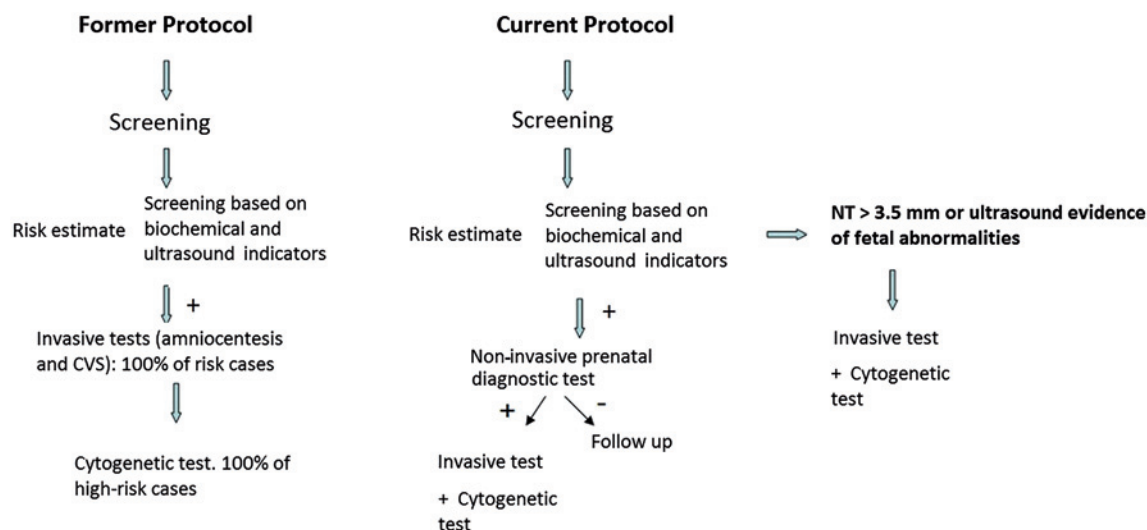 Former Protocol
Screening
Risk estimate
Screening based on
biochemical and
ultrasound indicators
+
Invasive tests (amniocentesis
and CVS): 100% of risk cases
Cytogenetic test. 100% of
high-risk cases
Current Protocol
Screening
Risk estimate
Screening based on
biochemical and
ultrasound indicators
+
Non-invasive prenatal
diagnostic test
+
-
Follow up
Invasive test
+ Cytogenetic
test
NT > 3.5 mm or ultrasound evidence
of fetal abnormalities
Invasive test
+ Cytogenetic
test